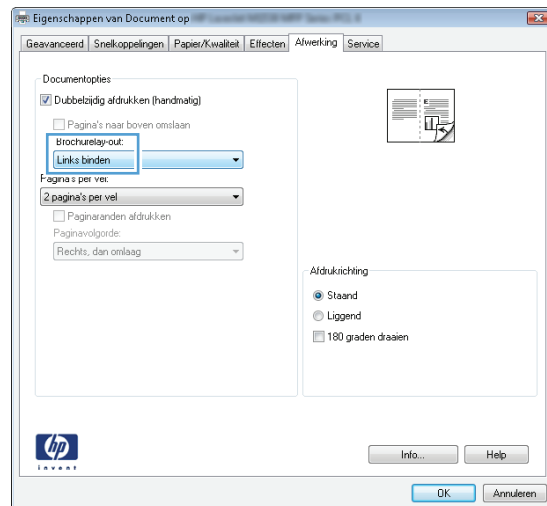 Eigenschappen van Document op
Geavanceerd Snelkoppelingen Papier/Kwaliteit Effecten Afwerking Service
Documentopties
Dubbelzijdig afdrukken (handmatig)
Pagina's naar boven omslaan
Brochurelay-out:
Links binden
Pagina's per vel:
2 pagina's per vel
Paginaranden afdrukken
Paginavolgorde:
Rechts, dan omlaag
Afdrukrichting
Staand
Liggend
180 graden draaien
hp
invent
Info... Help
OK Annuleren